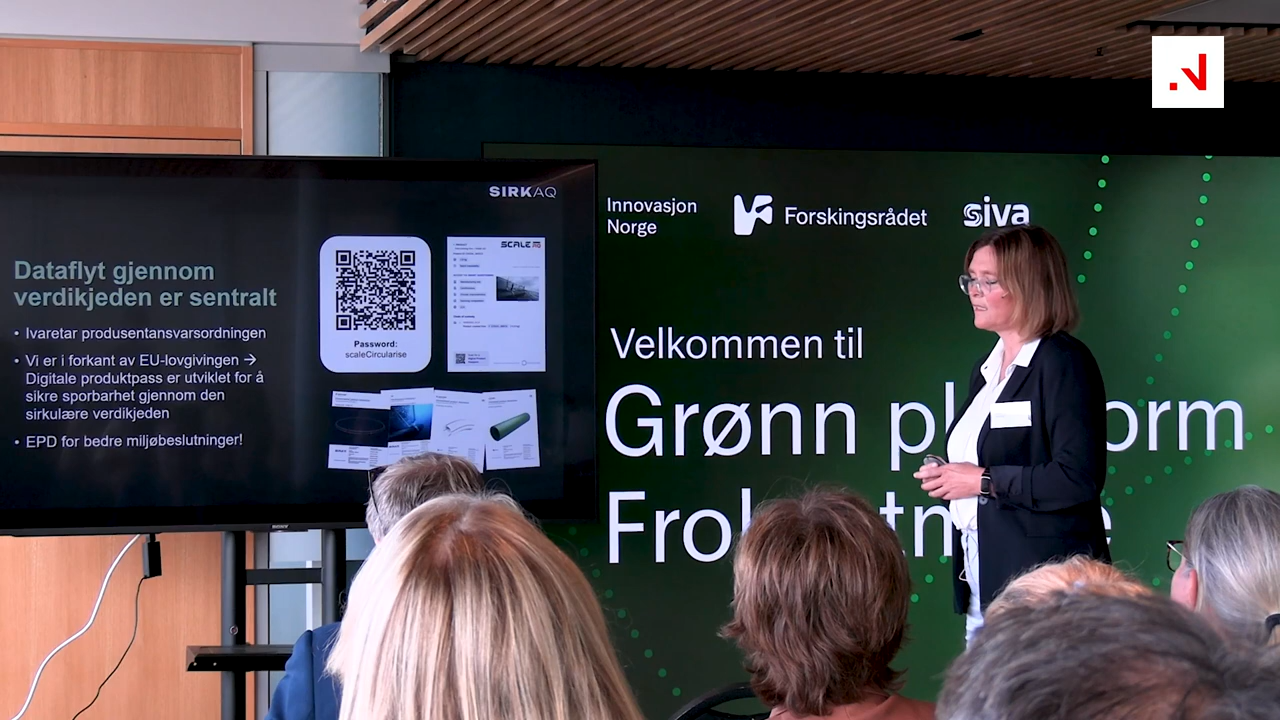 SIRKAQ
Dataflyt gjennom
verdikjeden er sentralt
• Ivaretar produsentansvarsordningen
• Vi er i forkant av EU-lovgivingen →
Digitale produktpass er utviklet for å
sikre sporbarhet gjennom den
sirkulære verdikjeden
• EPD for bedre miljøbeslutninger!
Password:
scaleCircularise
SCALE
SONY
Innovasjon
Norge
Forskingsrådet
siva
Velkommen til
Grønn pl orm
Fro tm e